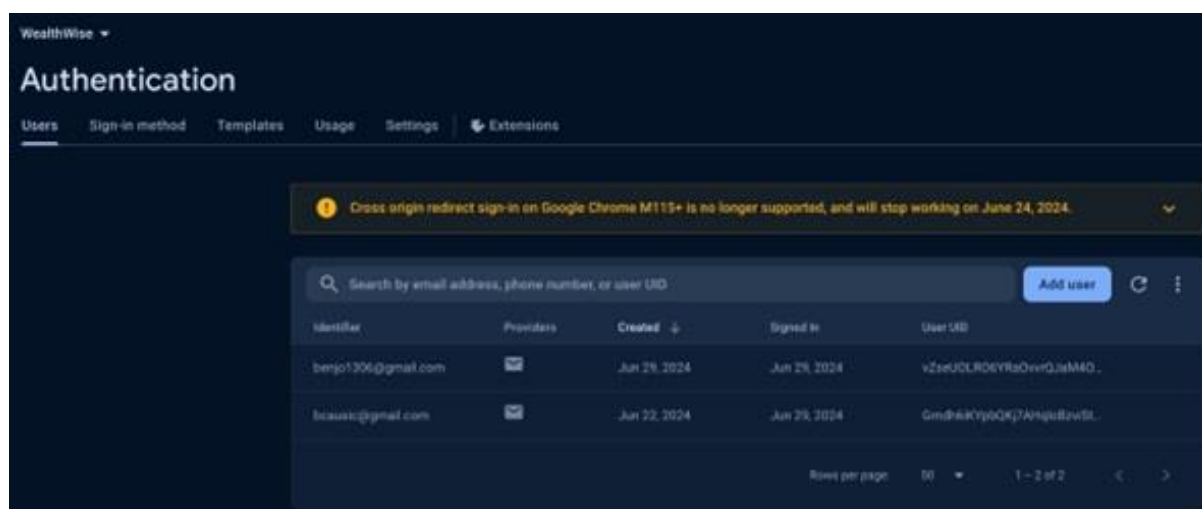 WealthWise
Authentication
Users Sign-in method Templates Usage Settings Extensions
Cross origin redirect sign-in on Google Chrome M115+ is no longer supported, and will stop working on June 24, 2024.
Search by email address, phone number, or user UID Add user
Identifier Providers Created Signed In User UID
benjo1306@gmail.com Jun 29, 2024 Jun 29, 2024
Jun 22, 2024 Jun 29, 2024
Rows per page: 50 1 – 2 of 2